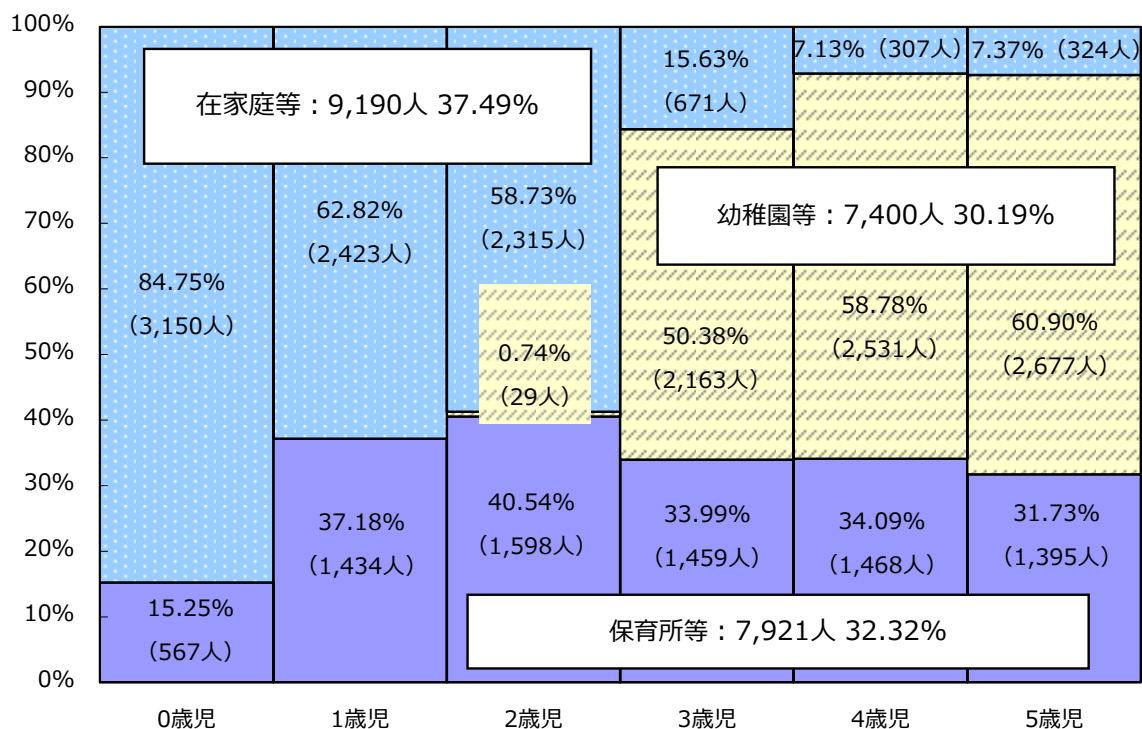 100%
90%
80%
70%
60%
50%
40%
30%
20%
10%
0%
在家庭等：9,190人 37.49%
幼稚園等：7,400人 30.19%
保育所等：7,921人 32.32%
84.75%
（3,150人）
15.25%
（567人）
62.82%
（2,423人）
37.18%
（1,434人）
58.73%
（2,315人）
0.74%
（29人）
40.54%
（1,598人）
15.63%
（671人）
50.38%
（2,163人）
33.99%
（1,459人）
7.13%（307人）
58.78%
（2,531人）
34.09%
（1,468人）
7.37%（324人）
60.90%
（2,677人）
31.73%
（1,395人）
0歳児
1歳児
2歳児
3歳児
4歳児
5歳児